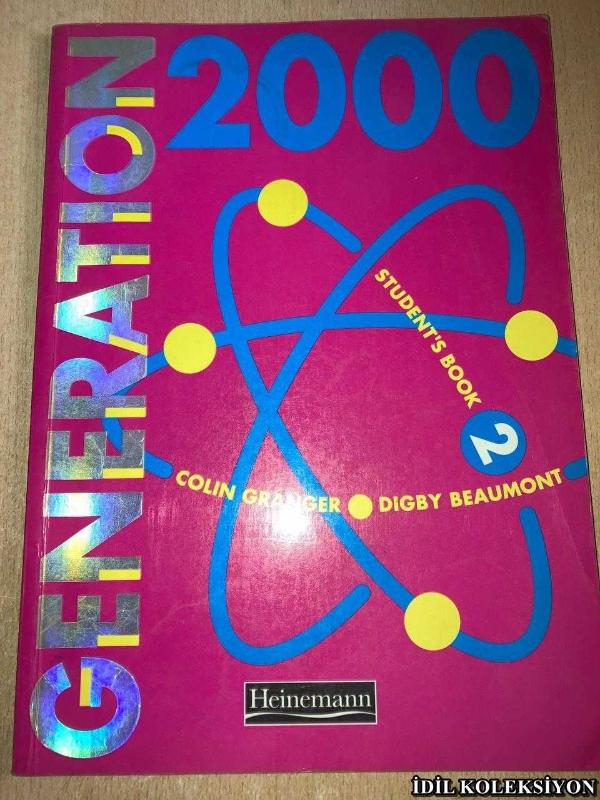 GENERATION
2000
STUDENT'S BOOK 2
COLIN GRANGER DIGBY BEAUMONT
Heinemann
İDİL KOLEKSİYON